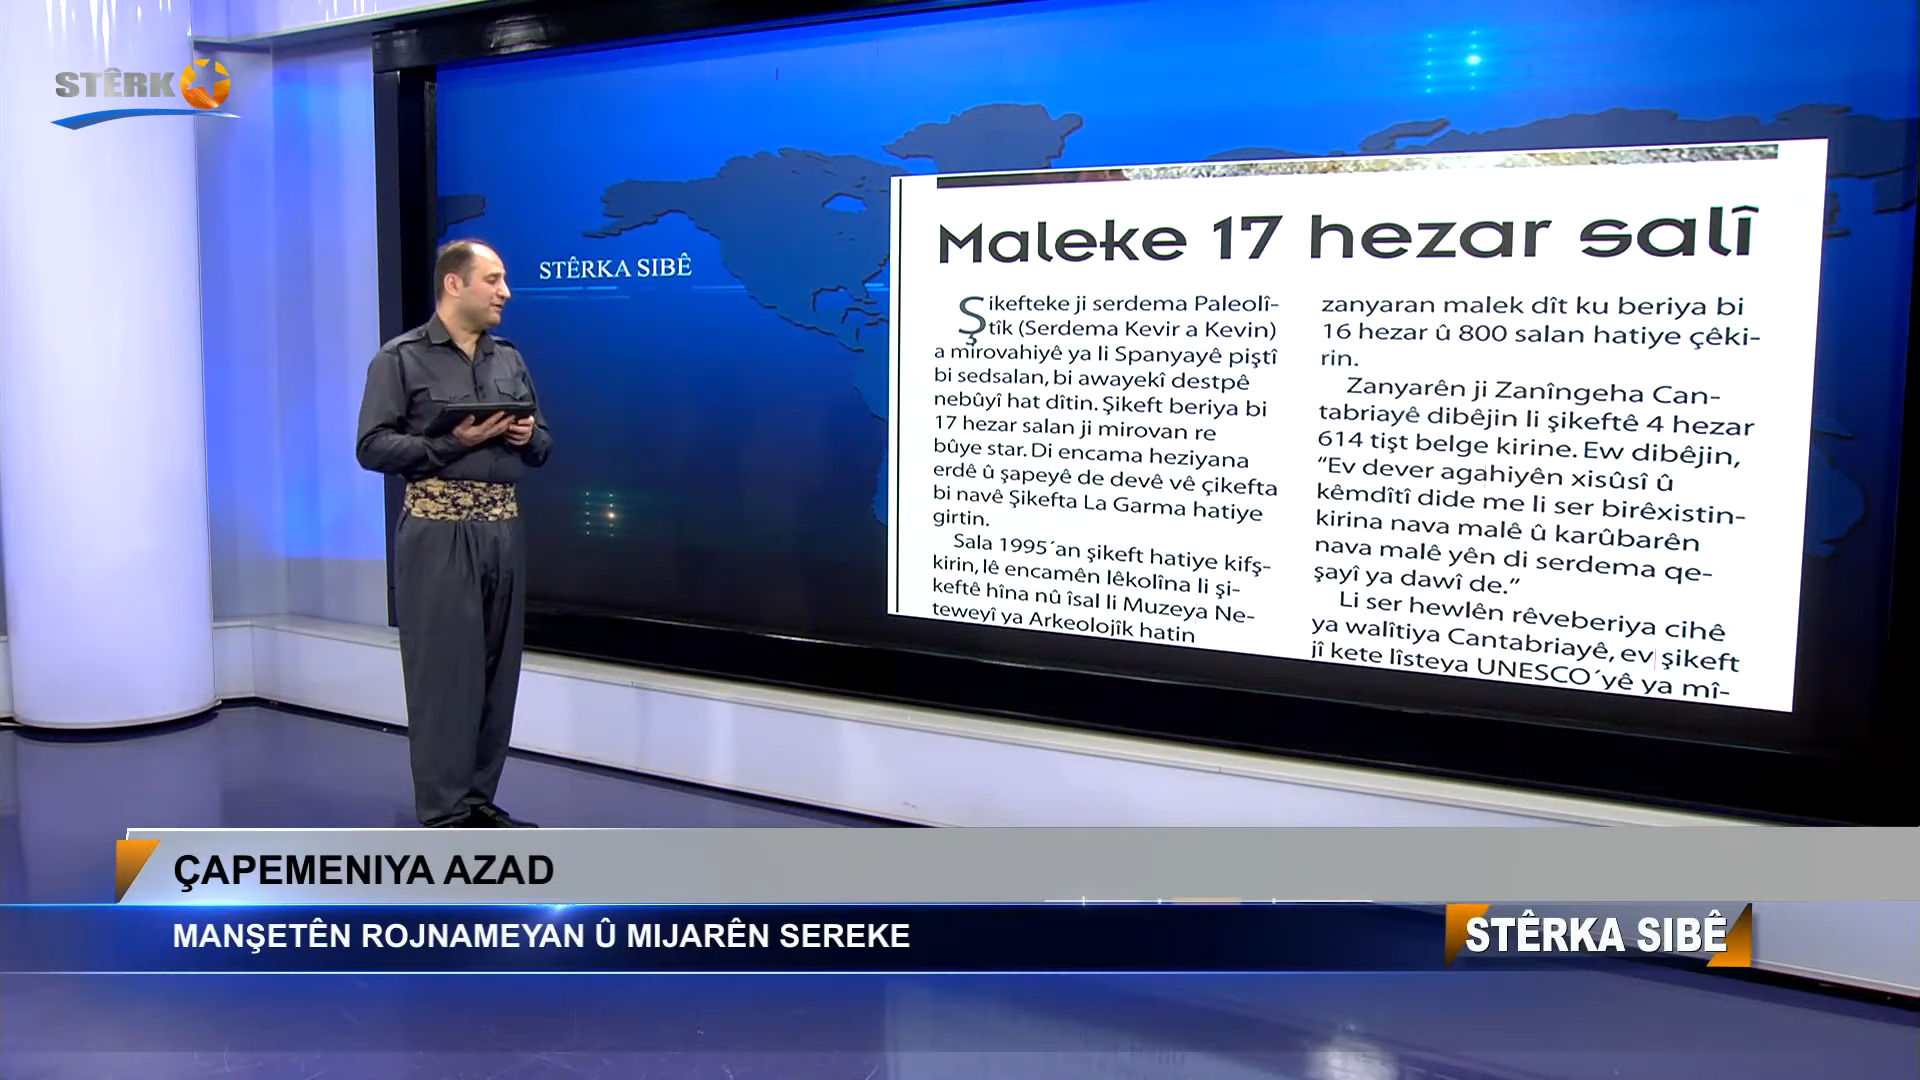 STÊRK
STÊRKA SIBÊ
Maleke 17 hezar salî
Şikefteke ji serdema Paleolî-
tîk (Serdema Kevir a Kevin)
a mirovahiyê ya li Spanyayê piştî
bi sedsalan, bi awayekî destpê
nebûyî hat dîtin. Şikeft beriya bi
17 hezar salan ji mirovan re
bûye star. Di encama heziyana
erdê û şapeyê de devê vê çikefta
bi navê Şikefta La Garma hatiye
girtin.
Sala 1995´an şikeft hatiye kifş-
kirin, lê encamên lêkolîna li şi-
keftê hîna nû îsal li Muzeya Ne-
teweyî ya Arkeolojîk hatin
zanyaran malek dît ku beriya bi
16 hezar û 800 salan hatiye çêki-
rin.
Zanyarên ji Zanîngeha Can-
tabriayê dibêjin li şikeftê 4 hezar
614 tişt belge kirine. Ew dibêjin,
“Ev dever agahiyên xisûsî û
kêmdîtî dide me li ser birêxistin-
kirina nava malê û karûbarên
nava malê yên di serdema qe-
şayî ya dawî de.”
Li ser hewlên rêveberiya cihê
ya walîtiya Cantabriayê, ev şikeft
jî kete lîsteya UNESCO´yê ya mî-
ÇAPEMENIYA AZAD
MANŞETÊN ROJNAMEYAN Û MIJARÊN SEREKE
STÊRKA SIBÊ